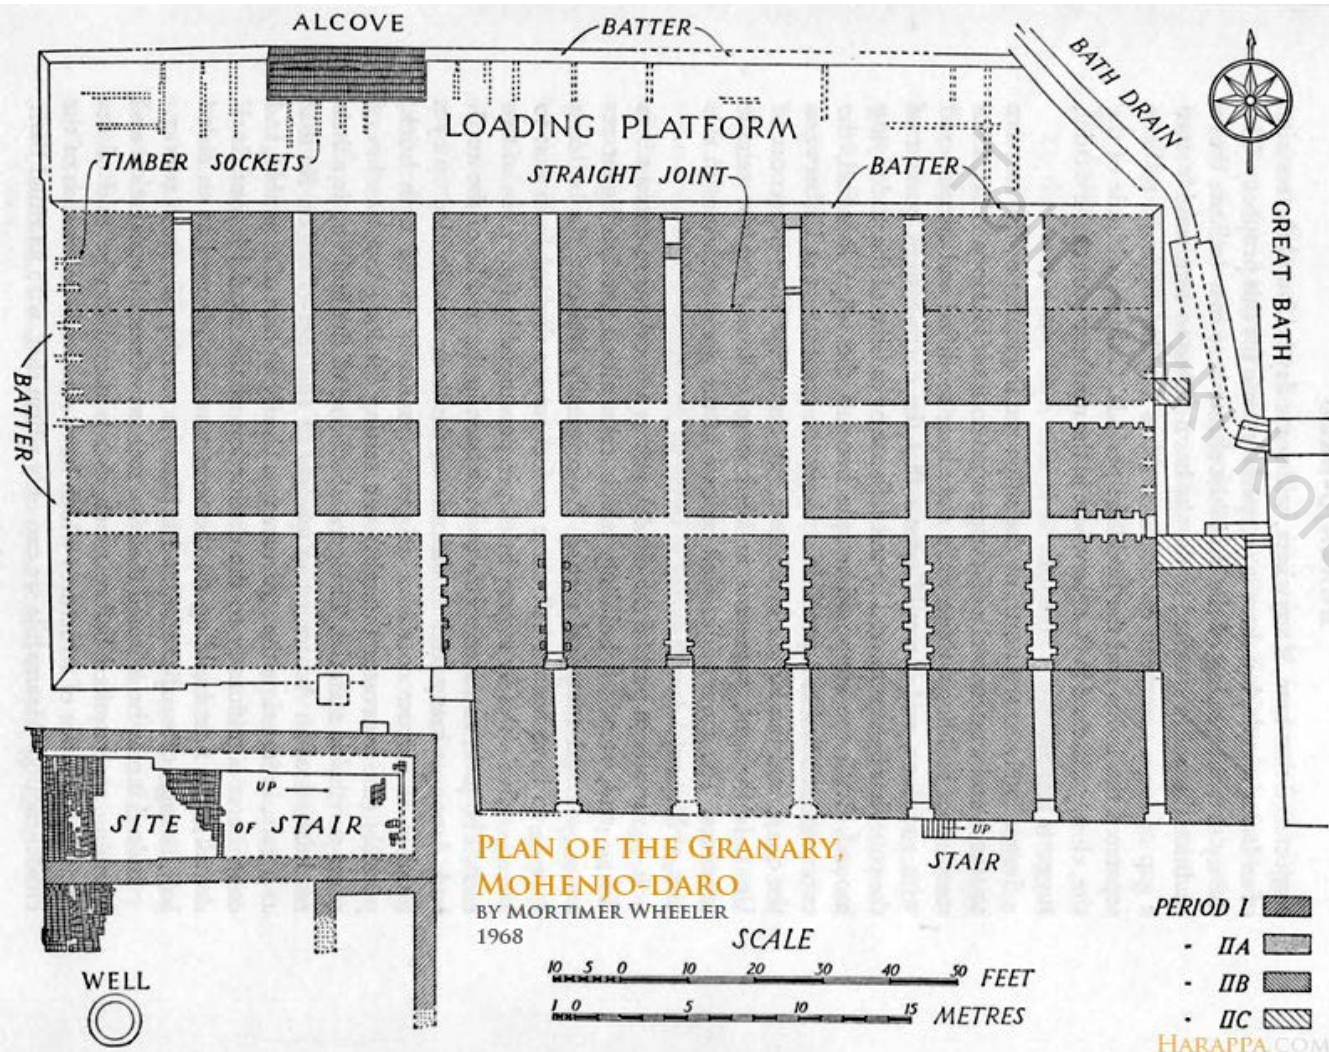 ALCOVE
BATTER
BATH DRAIN
LOADING PLATFORM
TIMBER SOCKETS
STRAIGHT JOINT
BATTER
GREAT BATH
BATTER
UP
SITE OF STAIR
UP
STAIR
PLAN OF THE GRANARY,
MOHENJO-DARO
BY MORTIMER WHEELER
1968
WELL
SCALE
10 5 0 10 20 30 40 50 FEET
1 0 5 10 15 METRES
PERIOD I
" IIA
" IIB
" IIC
HARAPPA.COM